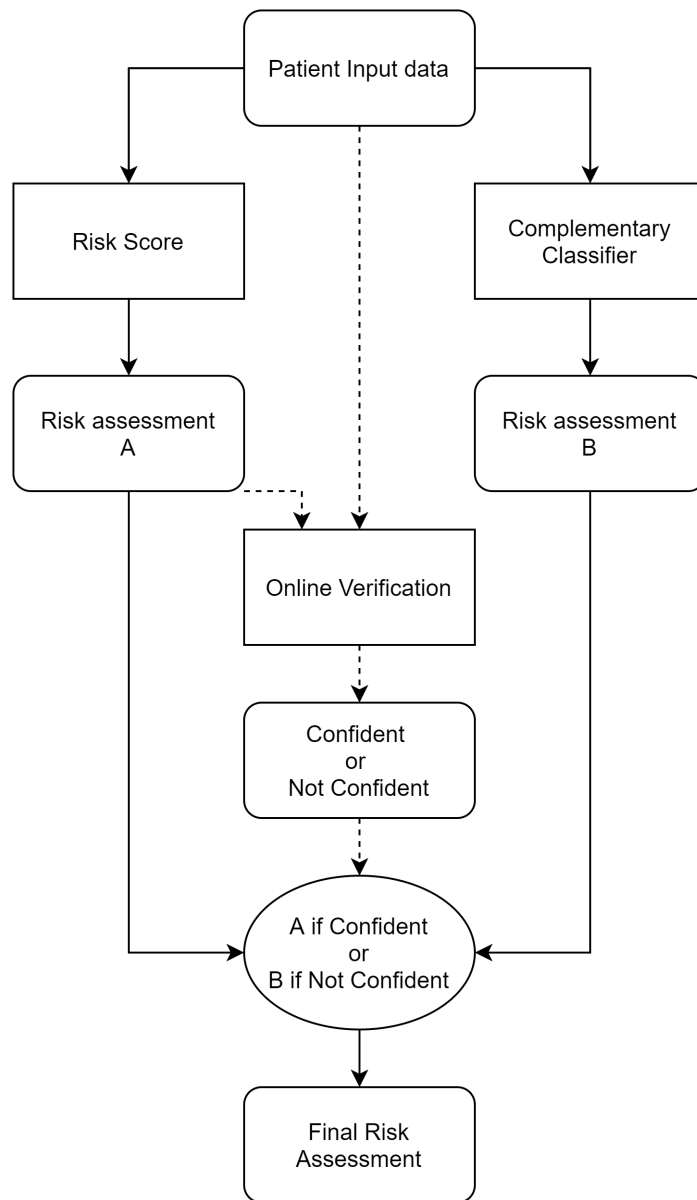 Patient Input data
Risk Score
Complementary
Classifier
Risk assessment
A
Risk assessment
B
Online Verification
Confident
or
Not Confident
A if Confident
or
B if Not Confident
Final Risk
Assessment